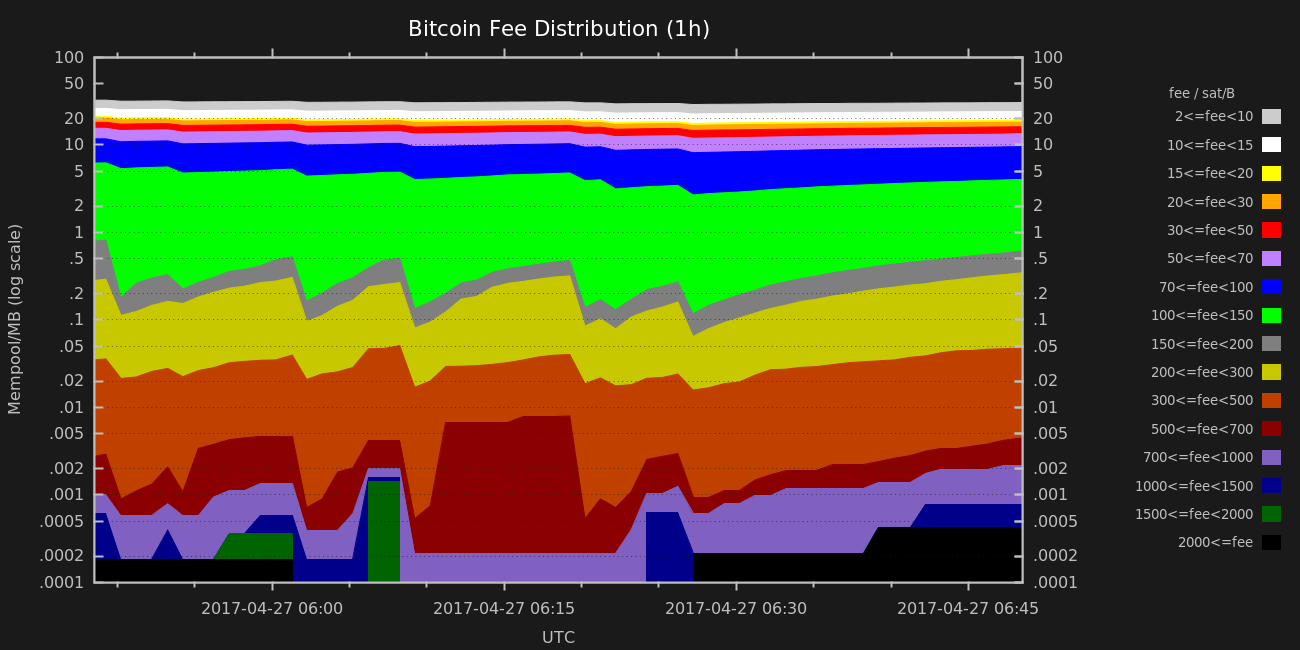 Bitcoin Fee Distribution (1h)
Mempool/MB (log scale)
100
50
20
10
5
2
1
.5
.2
.1
.05
.02
.01
.005
.002
.001
.0005
.0002
.0001
100
50
20
10
5
2
1
.5
.2
.1
.05
.02
.01
.005
.002
.001
.0005
.0002
.0001
2017-04-27 06:00 2017-04-27 06:15 2017-04-27 06:30 2017-04-27 06:45
UTC
fee / sat/B
2<=fee<10
10<=fee<15
15<=fee<20
20<=fee<30
30<=fee<50
50<=fee<70
70<=fee<100
100<=fee<150
150<=fee<200
200<=fee<300
300<=fee<500
500<=fee<700
700<=fee<1000
1000<=fee<1500
1500<=fee<2000
2000<=fee